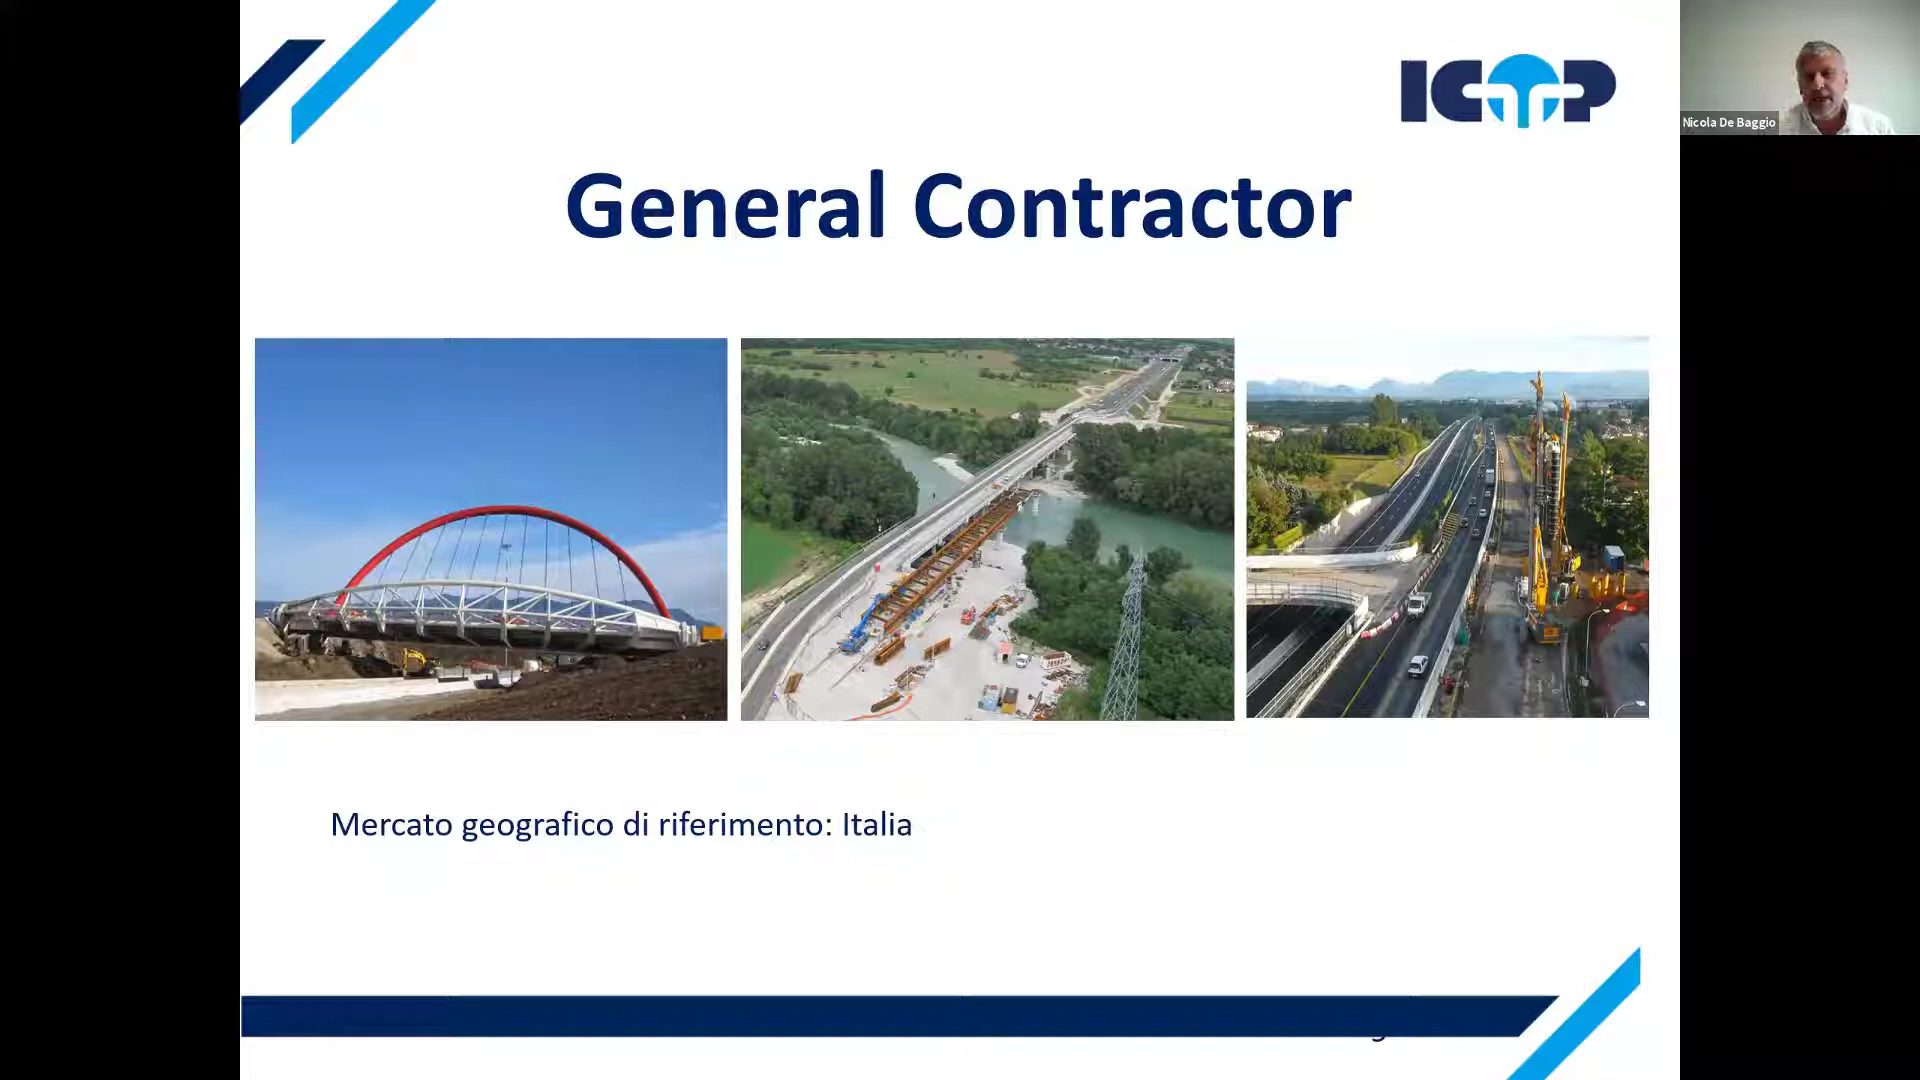 ICOP
General Contractor
Nicola De Baggio
Mercato geografico di riferimento: Italia